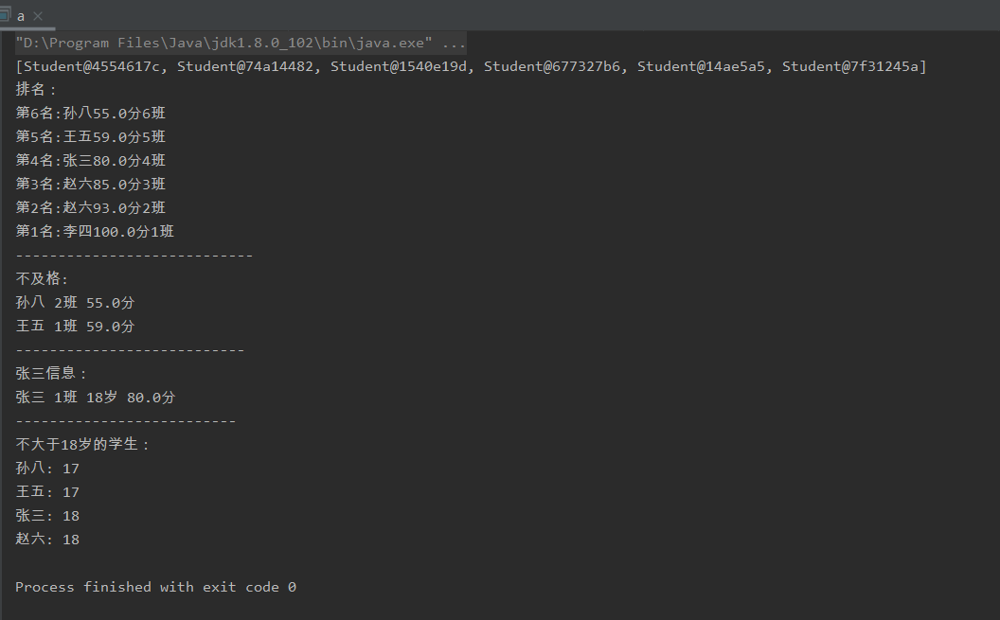 a
"D:\Program Files\Java\jdk1.8.0_102\bin\java.exe" ...
[Student@4554617c, Student@74a14482, Student@1540e19d, Student@677327b6, Student@14ae5a5, Student@7f31245a]
排名：
第6名:孙八55.0分6班
第5名:王五59.0分5班
第4名:张三80.0分4班
第3名:赵六85.0分3班
第2名:赵六93.0分2班
第1名:李四100.0分1班
----------------------------
不及格:
孙八 2班 55.0分
王五 1班 59.0分
---------------------------
张三信息：
张三 1班 18岁 80.0分
--------------------------
不大于18岁的学生：
孙八: 17
王五: 17
张三: 18
赵六: 18
Process finished with exit code 0